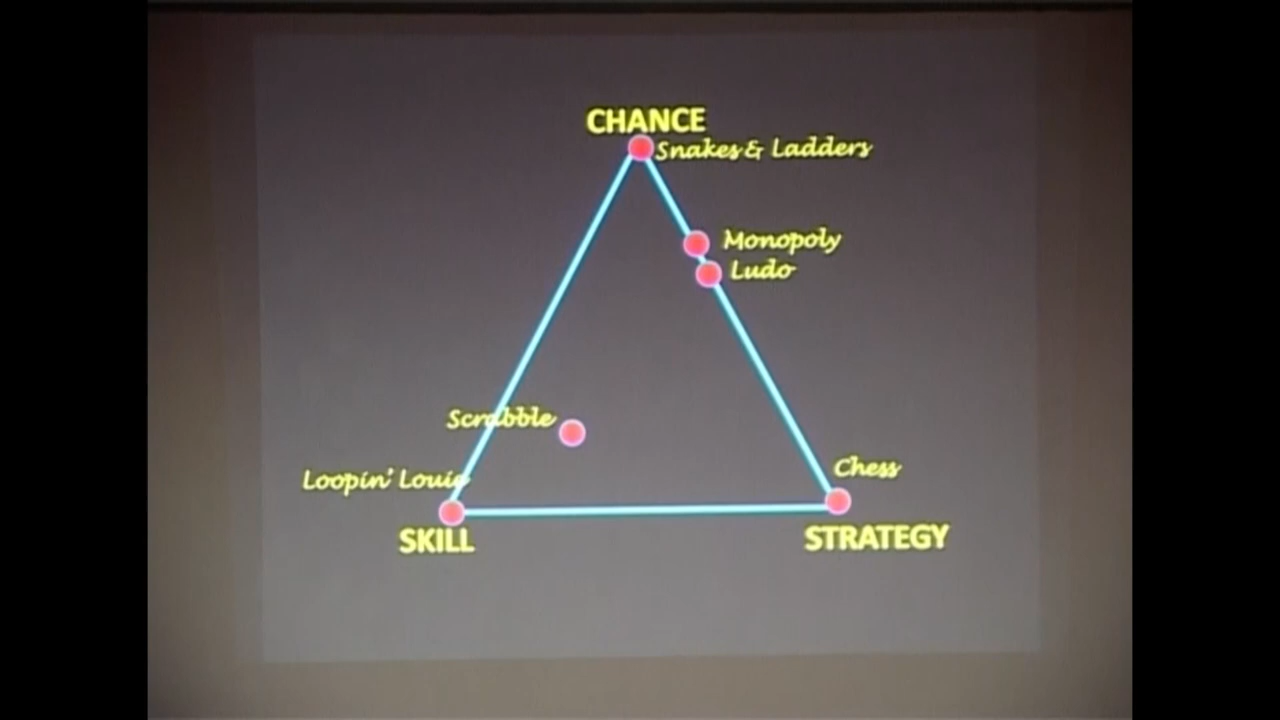 CHANCE
Snakes & Ladders
Monopoly
Ludo
Scrabble
Chess
Loopin' Louie
SKILL
STRATEGY